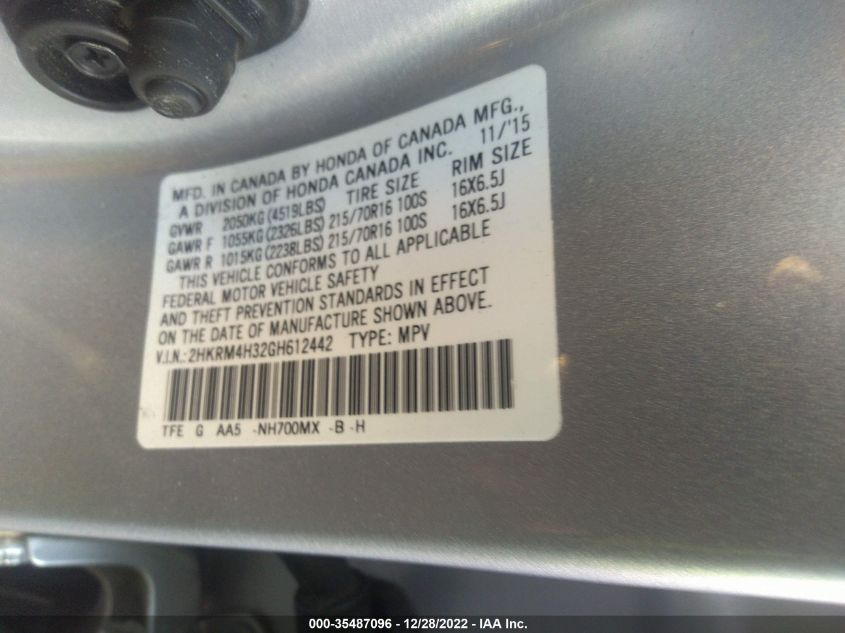 MFD. IN CANADA BY HONDA OF CANADA MFG.,
A DIVISION OF HONDA CANADA INC. 11/'15
GVWR 2050KG (4519LBS) TIRE SIZE RIM SIZE
GAWR F 1055KG (2326LBS) 215/70R16 100S 16X6.5J
GAWR R 1015KG (2238LBS) 215/70R16 100S 16X6.5J
THIS VEHICLE CONFORMS TO ALL APPLICABLE
FEDERAL MOTOR VEHICLE SAFETY
AND THEFT PREVENTION STANDARDS IN EFFECT
ON THE DATE OF MANUFACTURE SHOWN ABOVE.
V.I.N.: 2HKRM4H32GH612442 TYPE: MPV
TFE G AA5 -NH700MX -B -H
000-35487096 - 12/28/2022 - IAA Inc.